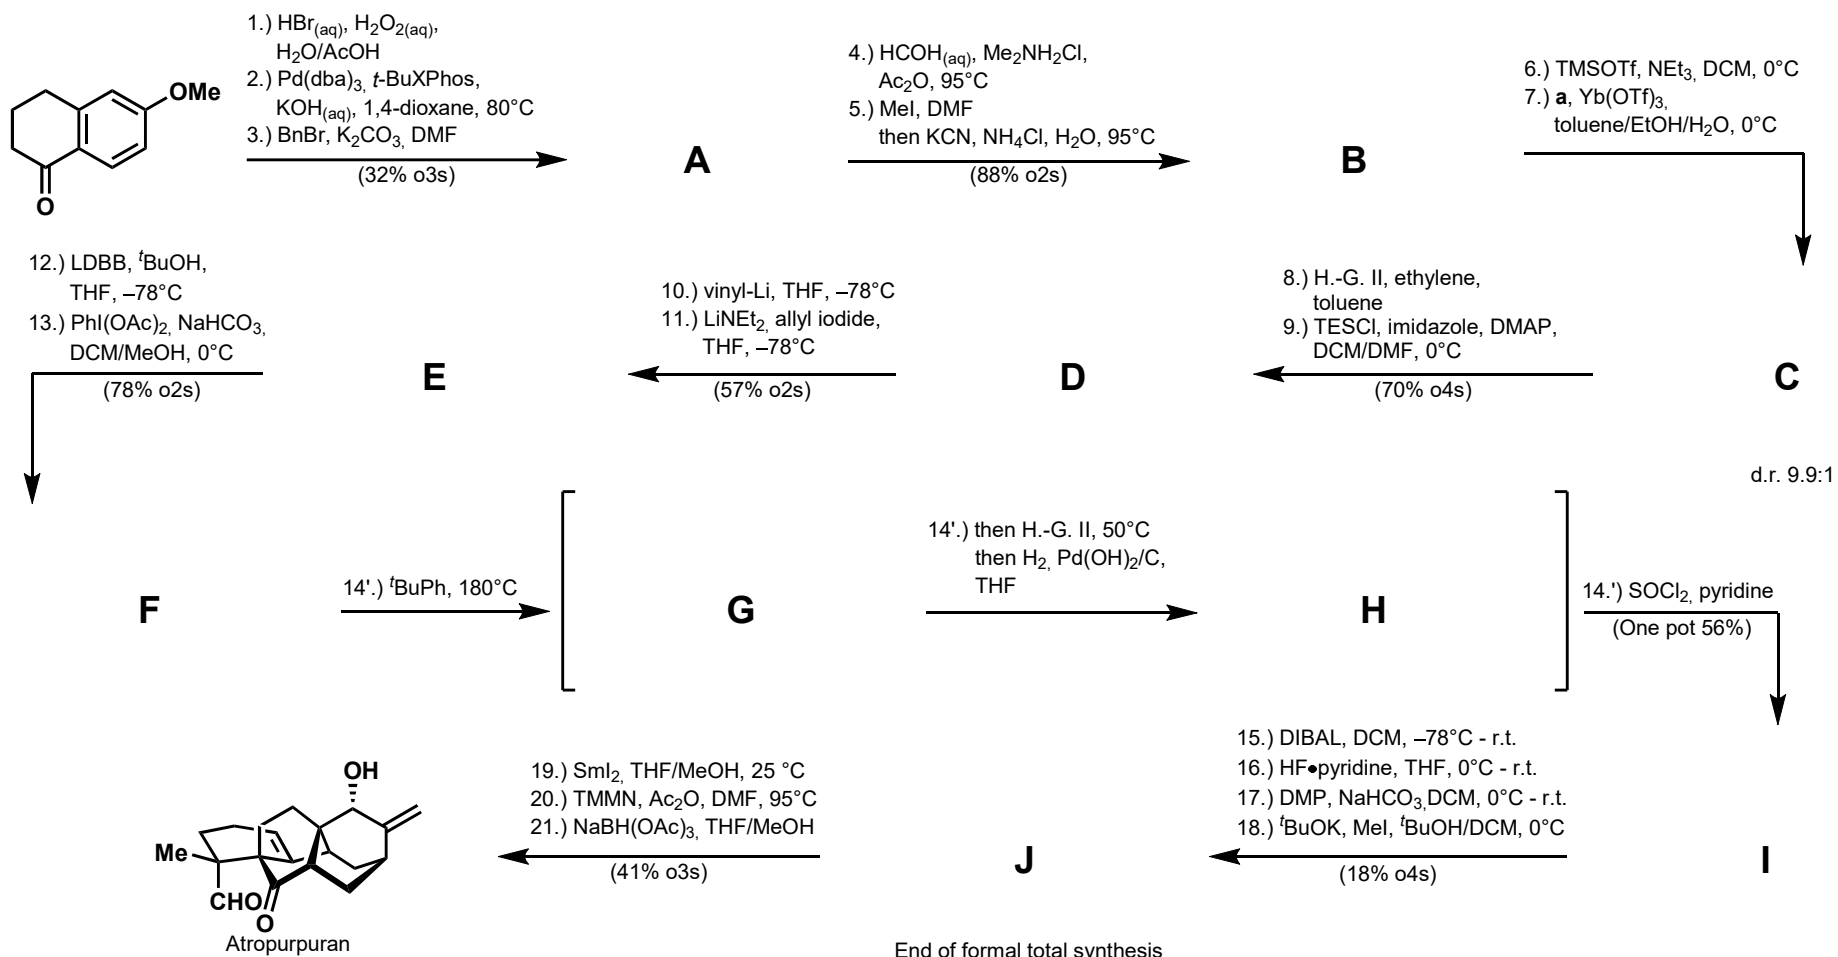 1.) HBr(aq), H2O2(aq),
H2O/AcOH
2.) Pd(dba)3, t-BuXPhos,
KOH(aq), 1,4-dioxane, 80°C
3.) BnBr, K2CO3, DMF
(32% o3s)
OMe
O
A
4.) HCOH(aq), Me2NH2Cl,
Ac2O, 95°C
5.) MeI, DMF
then KCN, NH4Cl, H2O, 95°C
(88% o2s)
B
6.) TMSOTf, NEt3, DCM, 0°C
7.) a, Yb(OTf)3,
toluene/EtOH/H2O, 0°C
C
d.r. 9.9:1
8.) H.-G. II, ethylene,
toluene
9.) TESCl, imidazole, DMAP,
DCM/DMF, 0°C
(70% o4s)
D
10.) vinyl-Li, THF, –78°C
11.) LiNEt2, allyl iodide,
THF, –78°C
(57% o2s)
E
12.) LDBB, tBuOH,
THF, –78°C
13.) PhI(OAc)2, NaHCO3,
DCM/MeOH, 0°C
(78% o2s)
F
14'.) tBuPh, 180°C
G
14'.) then H.-G. II, 50°C
then H2, Pd(OH)2/C,
THF
H
14.') SOCl2, pyridine
(One pot 56%)
I
15.) DIBAL, DCM, –78°C - r.t.
16.) HF•pyridine, THF, 0°C - r.t.
17.) DMP, NaHCO3,DCM, 0°C - r.t.
18.) tBuOK, MeI, tBuOH/DCM, 0°C
(18% o4s)
J
19.) SmI2, THF/MeOH, 25 °C
20.) TMMN, Ac2O, DMF, 95°C
21.) NaBH(OAc)3, THF/MeOH
(41% o3s)
OH
Me
CHO
O
Atropurpuran
End of formal total synthesis